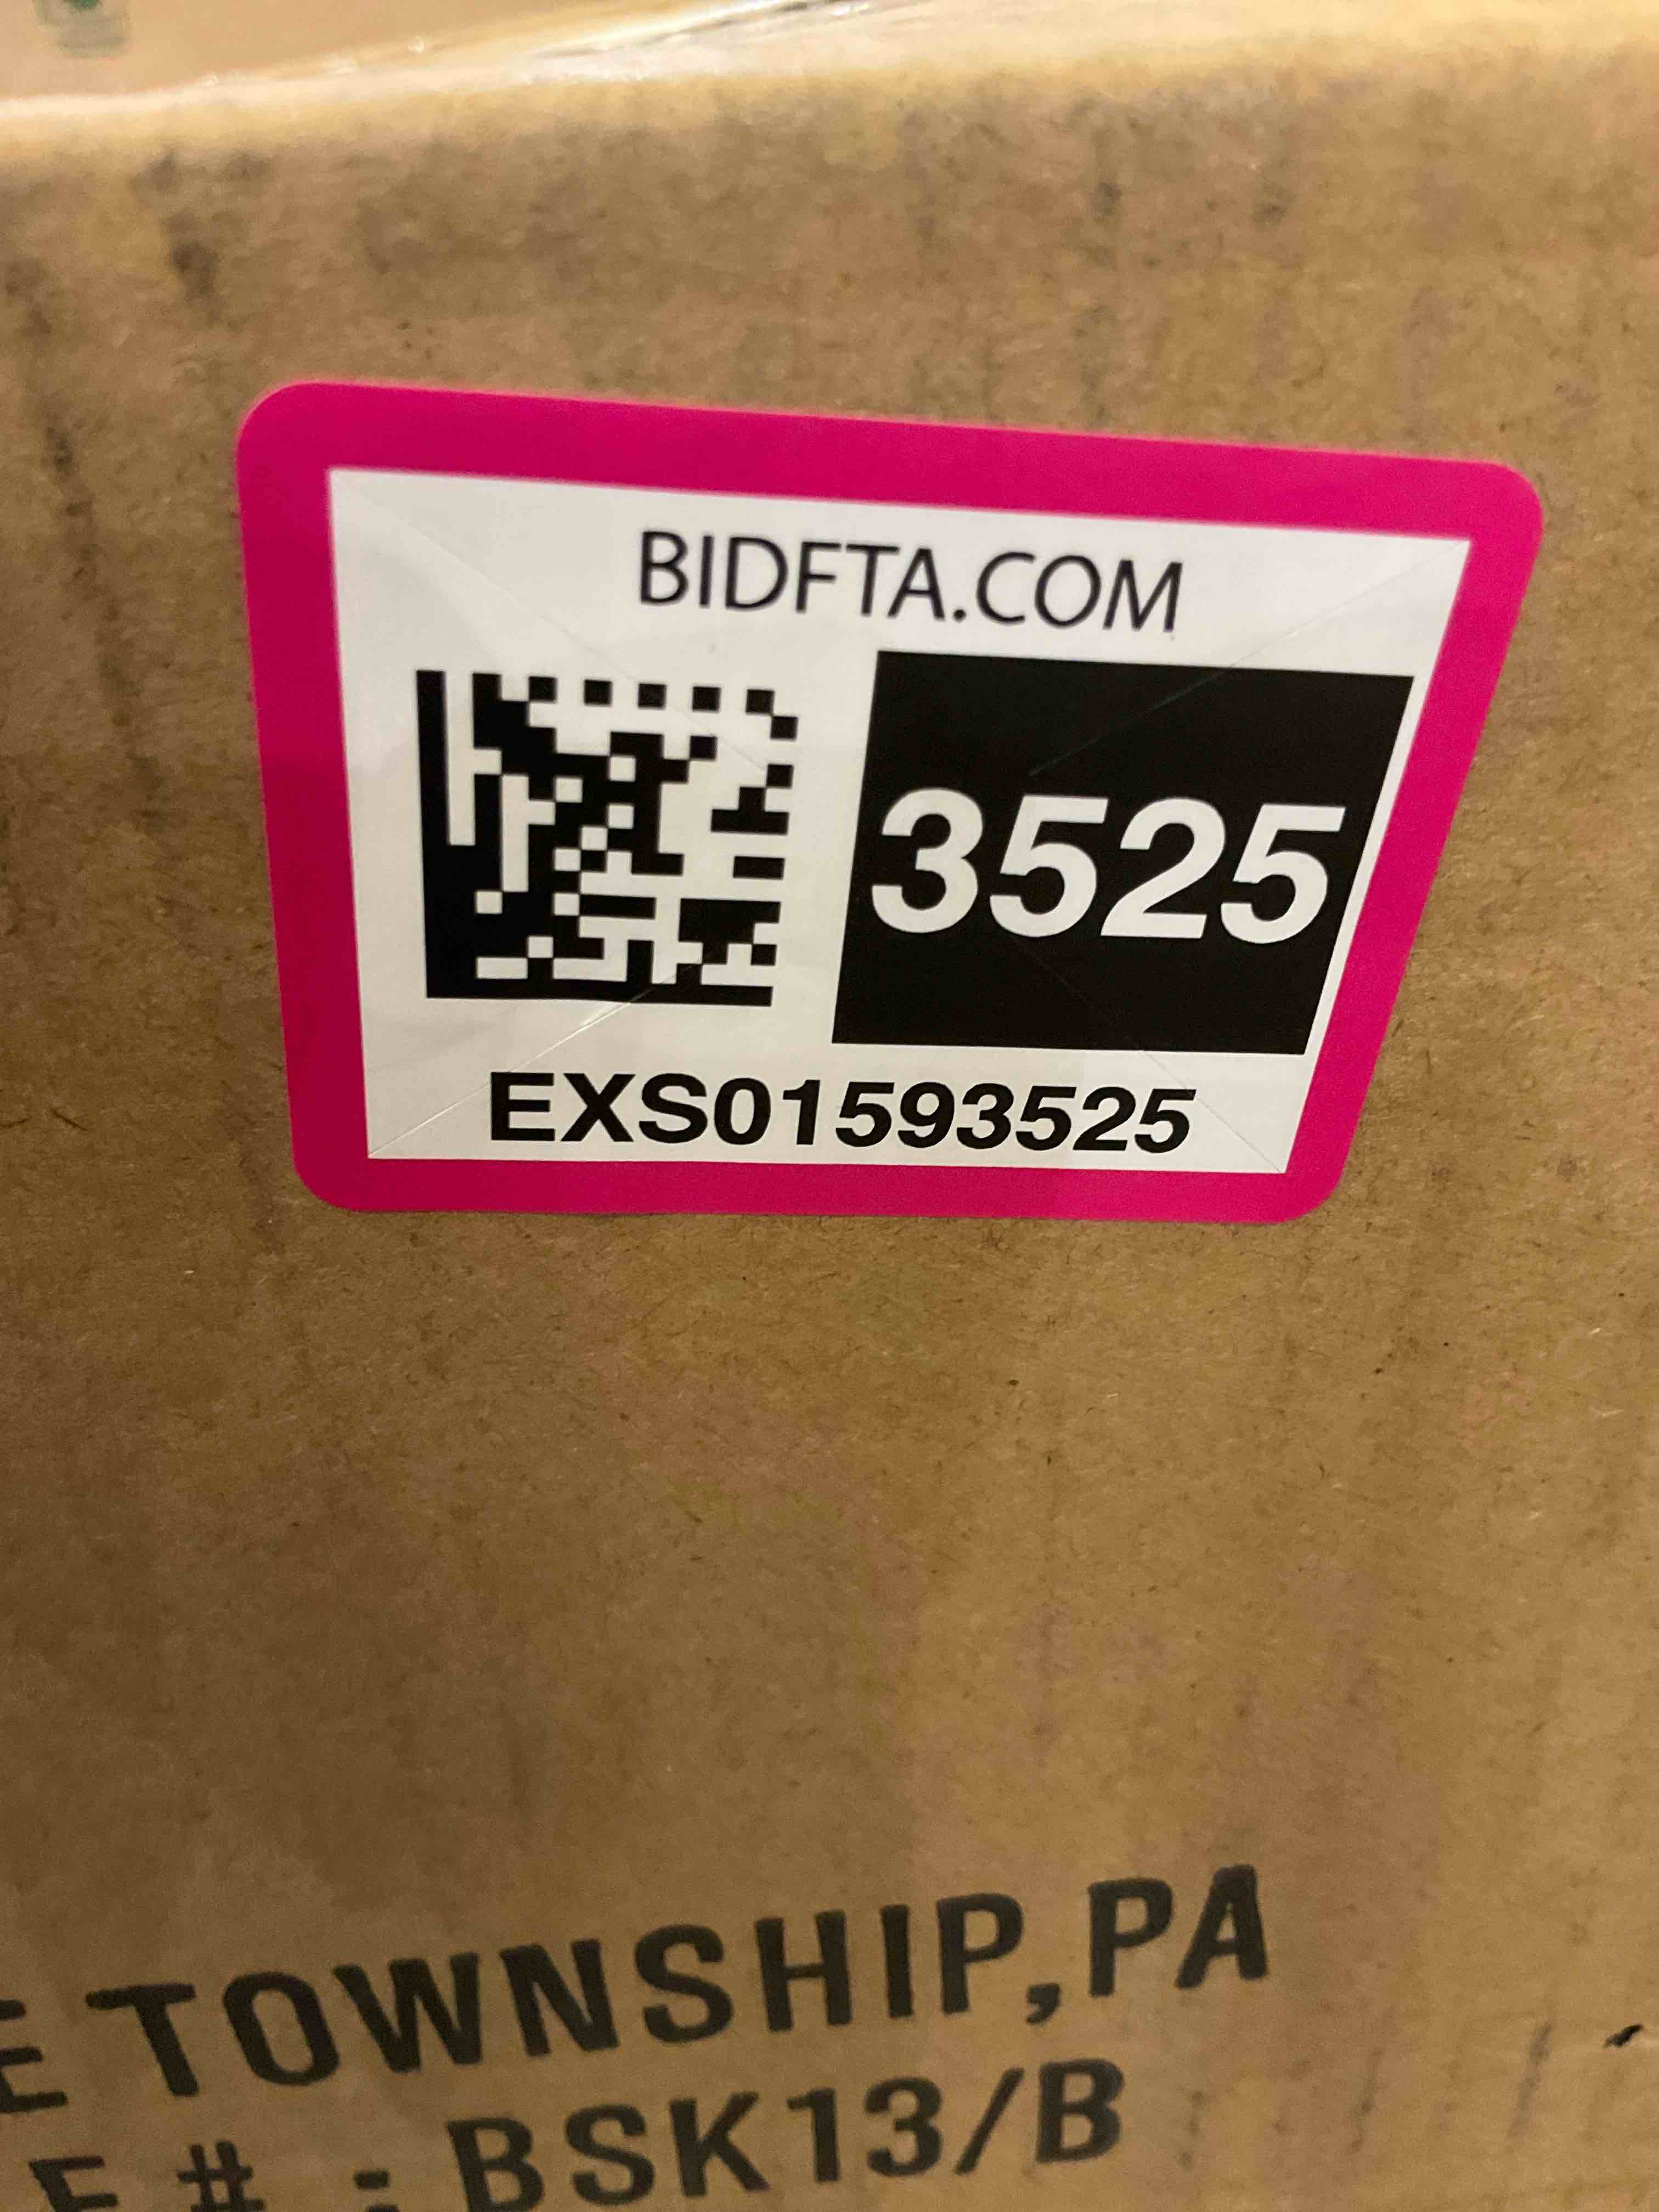 BIDFTA.COM
3525
EXS01593525
E TOWNSHIP,PA
E # : BSK13/B